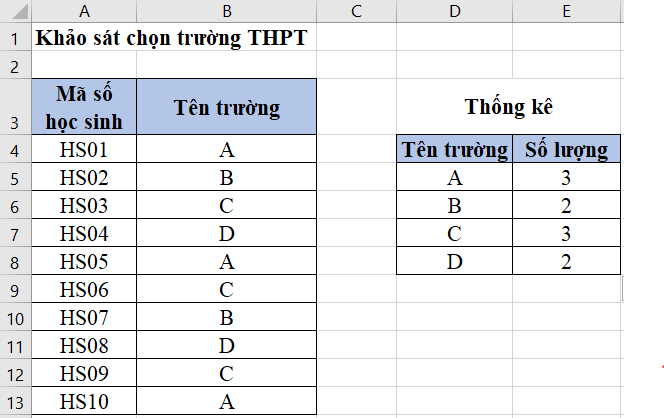 A B C D E
1 Khảo sát chọn trường THPT
2
3 Mã số học sinh Tên trường Thống kê
4 HS01 A Tên trường Số lượng
5 HS02 B A 3
6 HS03 C B 2
7 HS04 D C 3
8 HS05 A D 2
9 HS06 C
10 HS07 B
11 HS08 D
12 HS09 C
13 HS10 A